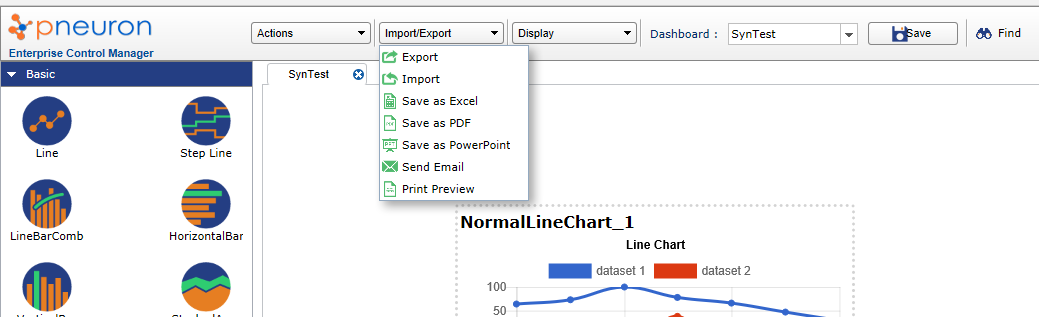 pneuron
Enterprise Control Manager
Actions
Import/Export
Display
Dashboard :
SynTest
Save
Find
Basic
SynTest
Export
Import
Save as Excel
Save as PDF
Save as PowerPoint
Send Email
Print Preview
Line
Step Line
LineBarComb
HorizontalBar
NormalLineChart_1
Line Chart
dataset 1
dataset 2
100
50